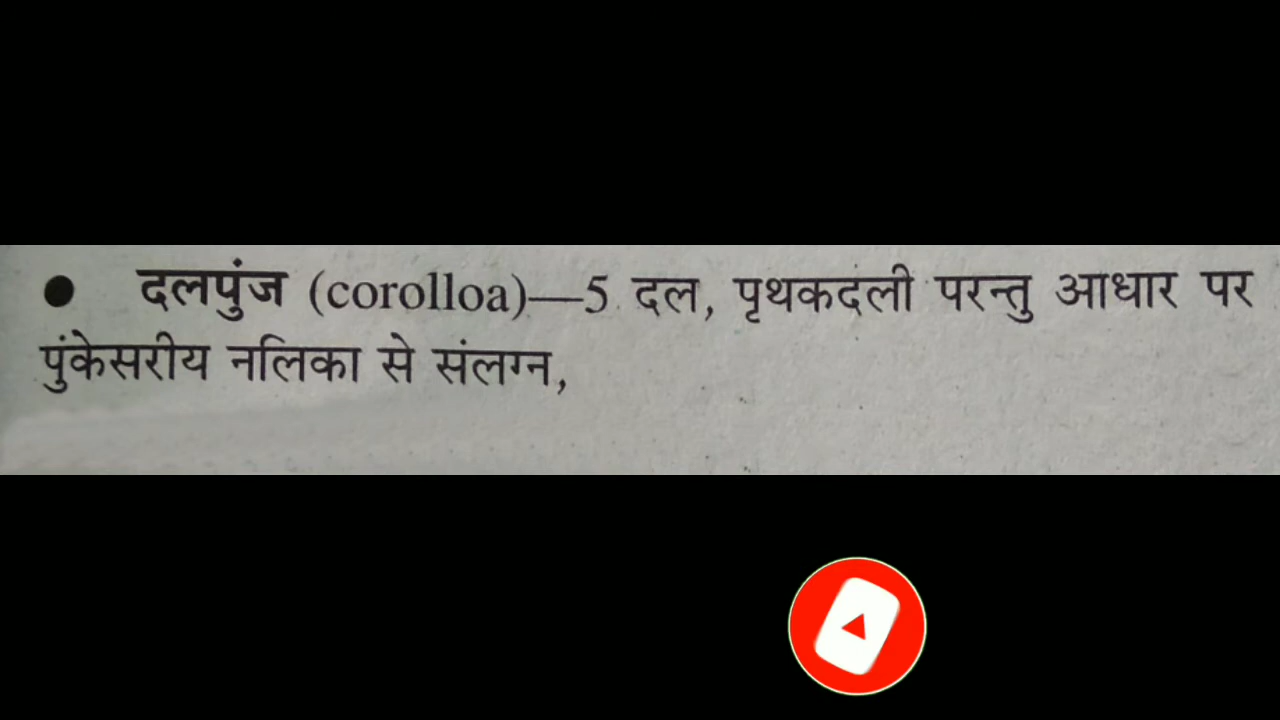 ● दलपुंज (corolloa)—5 दल, पृथकदली परन्तु आधार पर
पुंकेसरीय नलिका से संलग्न,